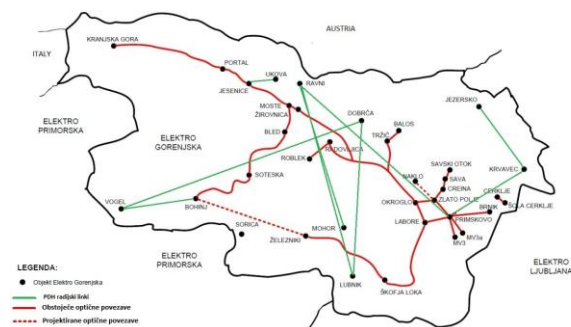 AUSTRIA
ITALY
KRANJSKA GORA
PORTAL
UKOVA
RAVNI
JESENICE
JEZERSKO
ELEKTRO
PRIMORSKA
MOSTE
ŽIROVNICA
DOBRČA
BALOS
TRŽIČ
ELEKTRO
GORENJSKA
BLED
RADOVLJICA
ROBLEK
SAVSKI OTOK
KRVAVEC
NAKLO
SAVA
SOTESKA
CREINA
CERKLJE
ZLATO POLJE
ŠOLA CERKLJE
VOGEL
BOHINJ
OKROGLO
BRNIK
PRIMSKOVO
LABORE
SORICA
ŽELEZNIKI
MOHOR
MV3a
MV3
ELEKTRO
PRIMORSKA
ELEKTRO
LJUBLJANA
LUBNIK
ŠKOFJA LOKA
LEGENDA:
Objekt Elektro Gorenjska
PDH radijski linki
Obstoječe optične povezave
Projektirane optične povezave